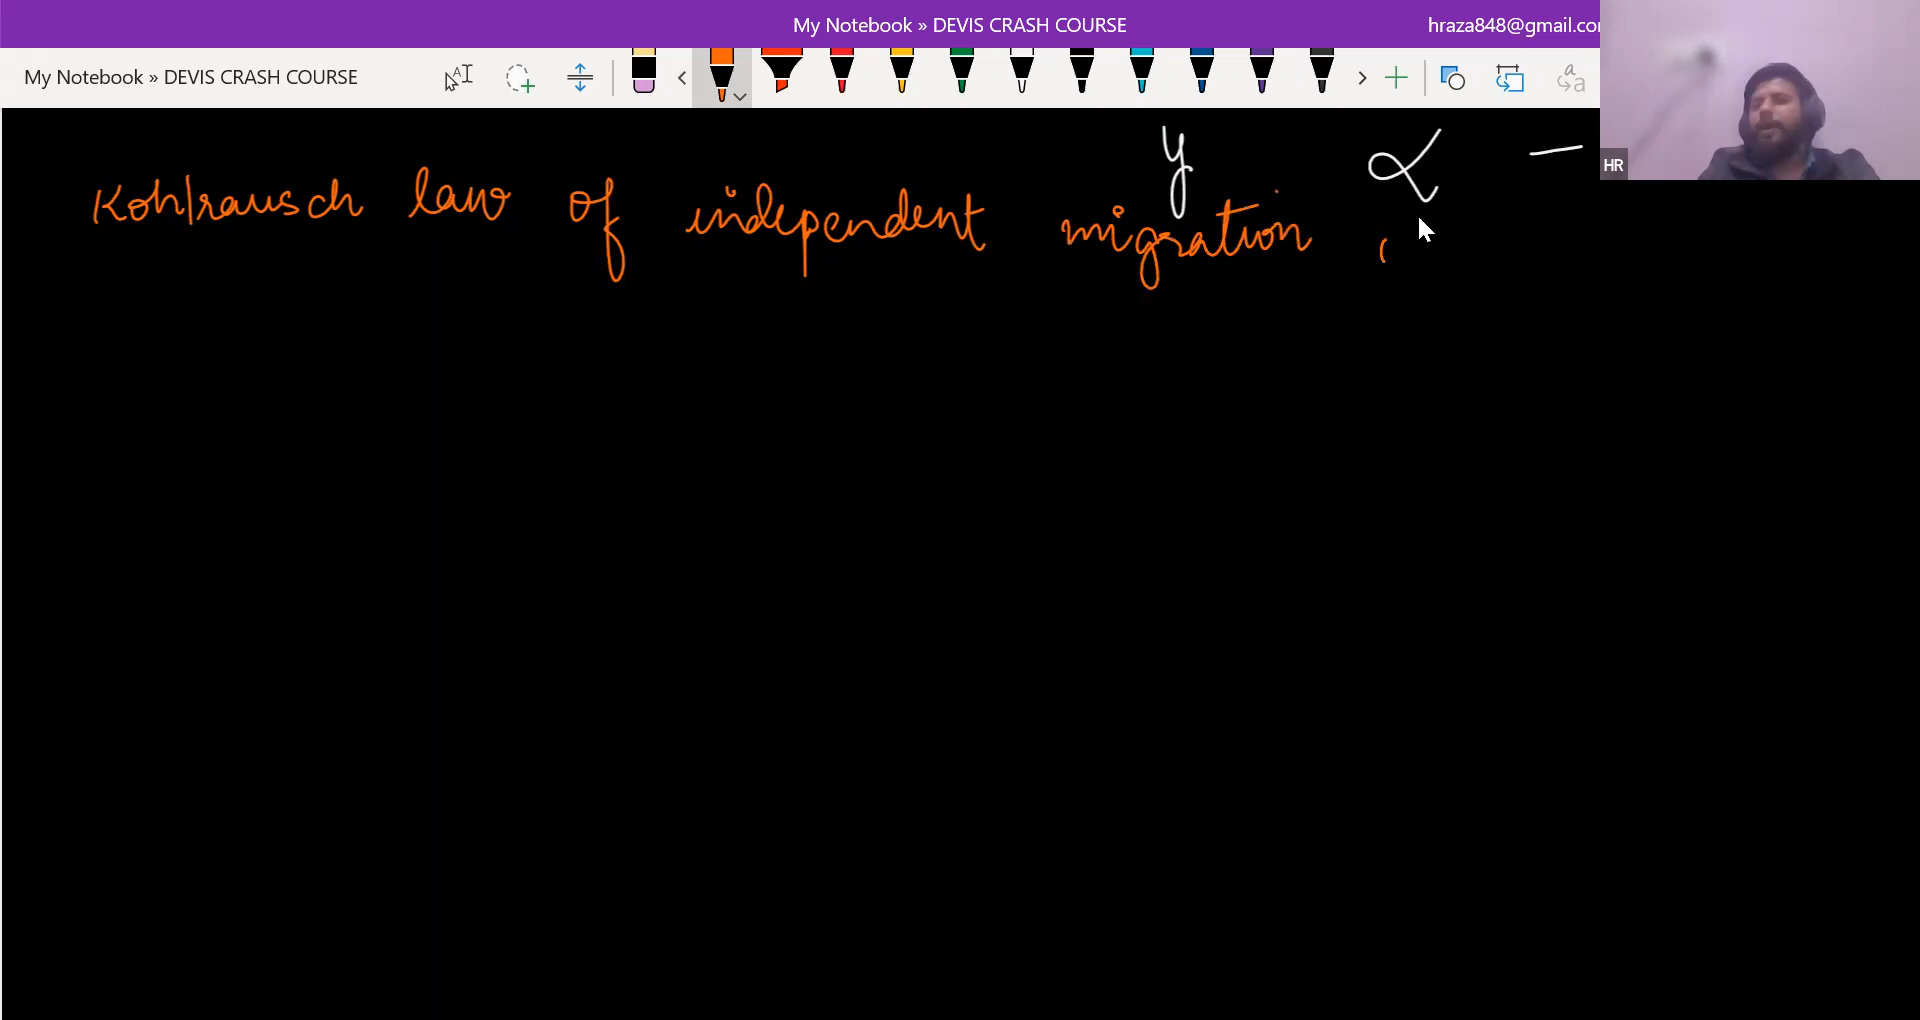 My Notebook » DEVIS CRASH COURSE
hraza848@gmail.co
My Notebook » DEVIS CRASH COURSE
HR
y α —
Kohlrausch law of independent migration (